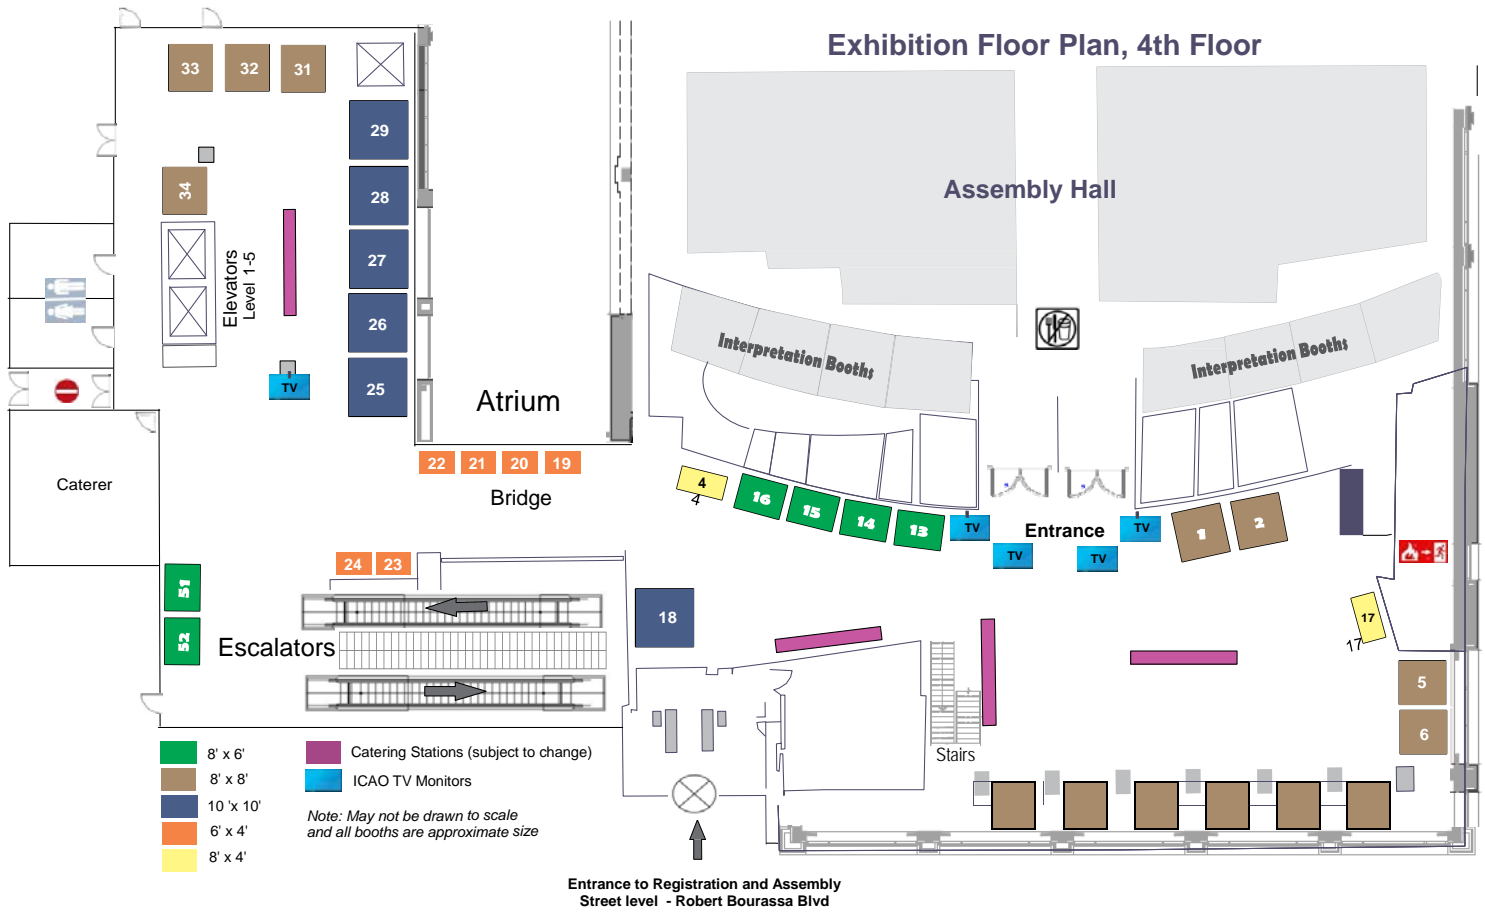 Exhibition Floor Plan, 4th Floor
33
32
31
29
Assembly Hall
34
28
Elevators
Level 1-5
27
26
Interpretation Booths
Interpretation Booths
TV
25
Atrium
22
21
20
19
Caterer
Bridge
4
4
16
15
14
13
TV
TV
Entrance
TV
TV
1
2
24
23
51
52
Escalators
18
17
17
5
6
Stairs
8' x 6'
8' x 8'
10 'x 10'
6' x 4'
8' x 4'
Catering Stations (subject to change)
ICAO TV Monitors
Note: May not be drawn to scale
and all booths are approximate size
Entrance to Registration and Assembly
Street level - Robert Bourassa Blvd